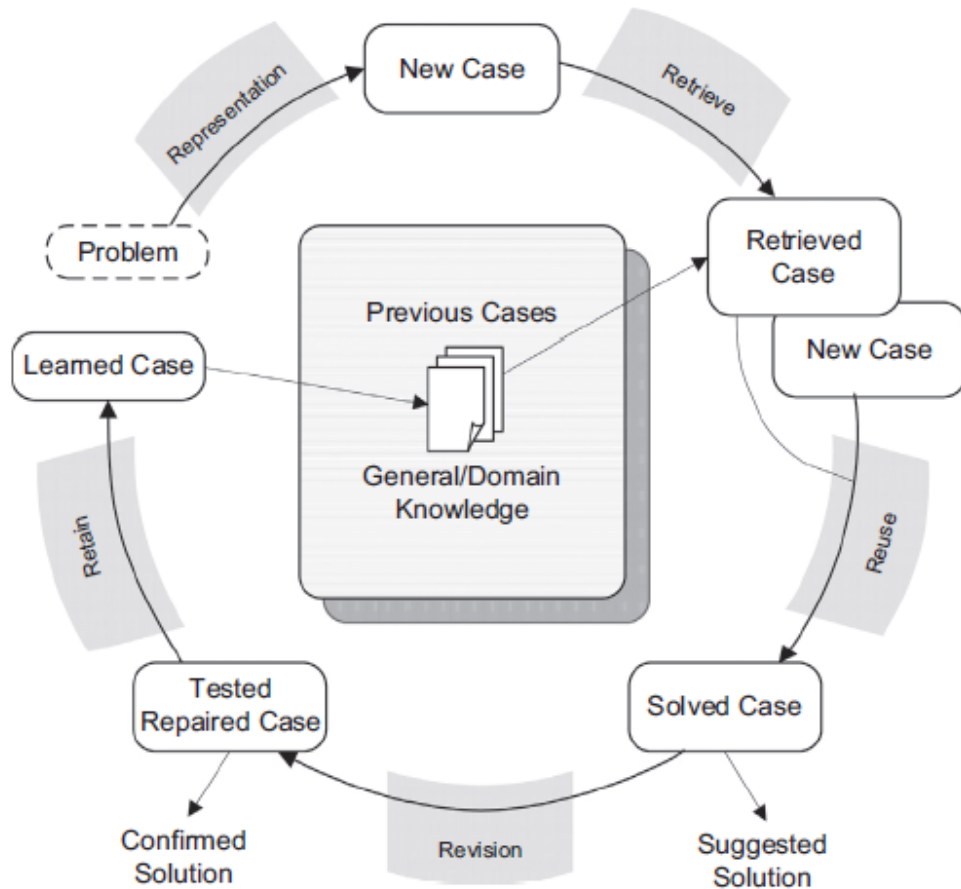 New Case
Representation
Retrieve
Problem
Retrieved
Case
New Case
Previous Cases
General/Domain
Knowledge
Learned Case
Retain
Reuse
Tested
Repaired Case
Solved Case
Revision
Confirmed
Solution
Suggested
Solution